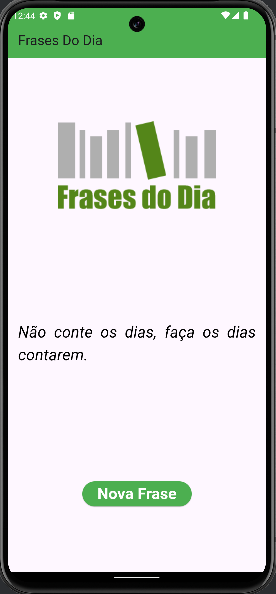 12:44
Frases Do Dia
Frases do Dia
Não conte os dias, faça os dias
contarem.
Nova Frase